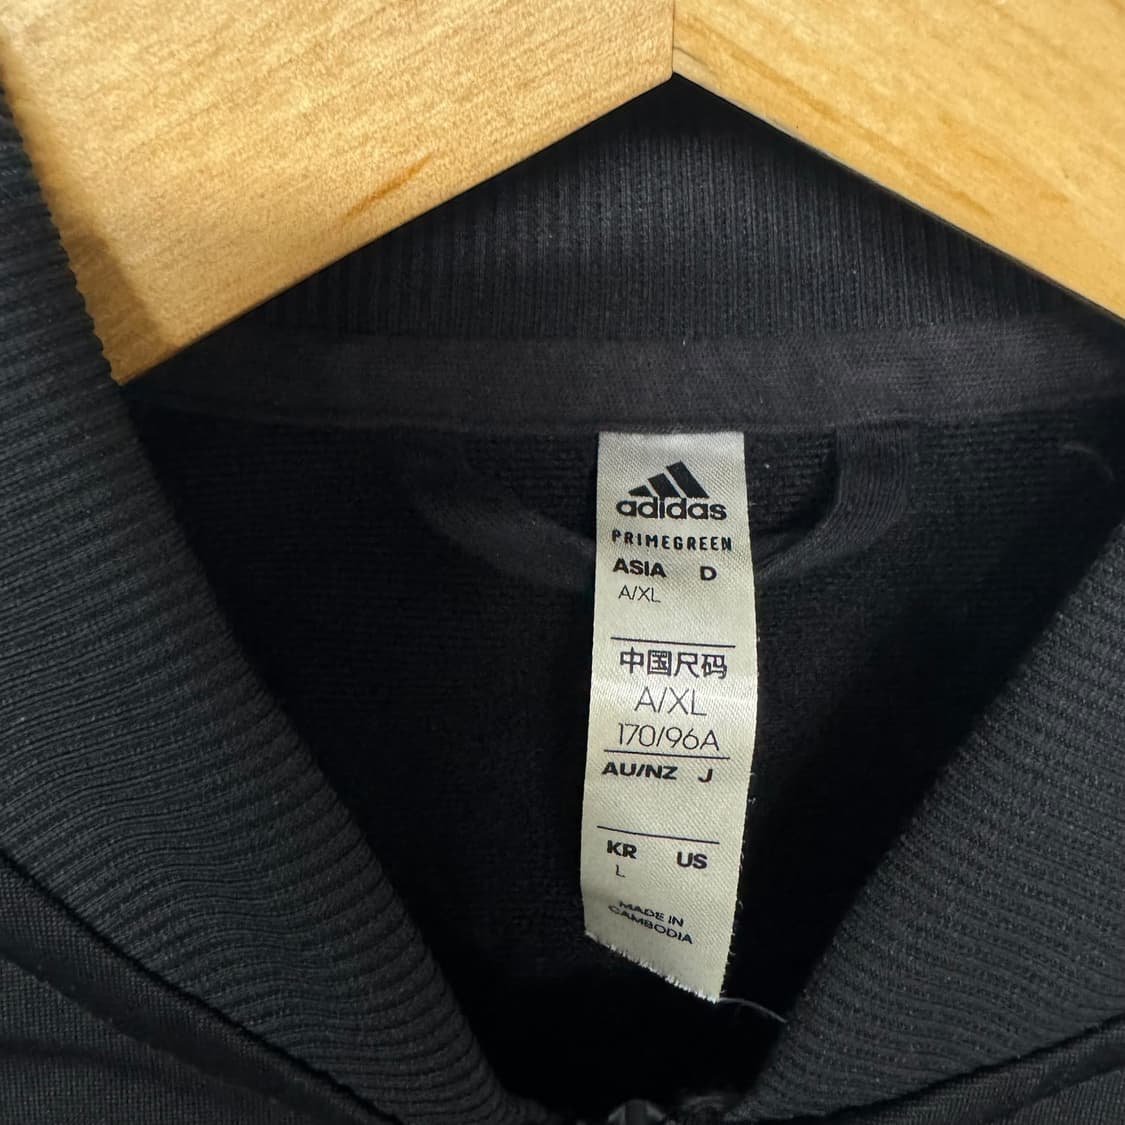 adidas
PRIMEGREEN
ASIA D
A/XL
中国尺码
A/XL
170/96A
AU/NZ J
KR US
L
MADE IN
CAMBODIA